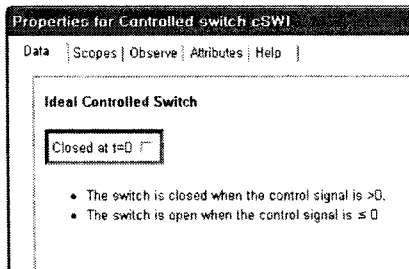 Properties for Controlled switch cSW1
Data | Scopes | Observe | Attributes | Help |
Ideal Controlled Switch
Closed at t=0
• The switch is closed when the control signal is >0.
• The switch is open when the control signal is ≤ 0